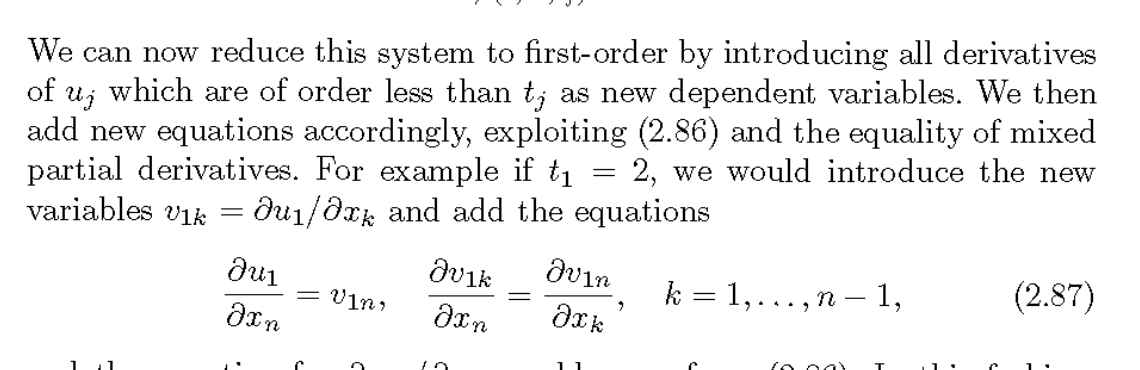 We can now reduce this system to first-order by introducing all derivatives
of u_j which are of order less than t_j as new dependent variables. We then
add new equations accordingly, exploiting (2.86) and the equality of mixed
partial derivatives. For example if t_1 = 2, we would introduce the new
variables v_{1k} = ∂u_1/∂x_k and add the equations
∂u_1/∂x_n = v_{1n}, ∂v_{1k}/∂x_n = ∂v_{1n}/∂x_k, k = 1, . . . , n − 1, (2.87)